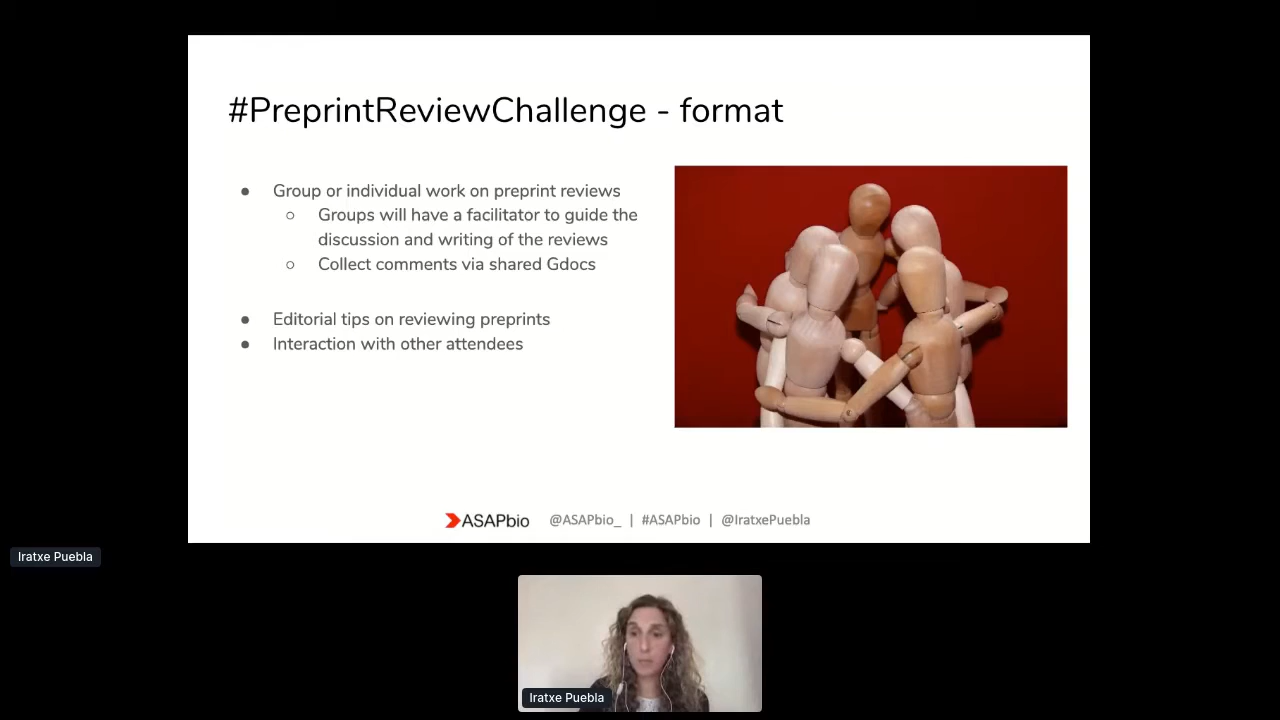 #PreprintReviewChallenge - format
● Group or individual work on preprint reviews
○ Groups will have a facilitator to guide the
discussion and writing of the reviews
○ Collect comments via shared Gdocs
● Editorial tips on reviewing preprints
● Interaction with other attendees
ASAPbio @ASAPbio_ | #ASAPbio | @IratxePuebla
Iratxe Puebla
Iratxe Puebla